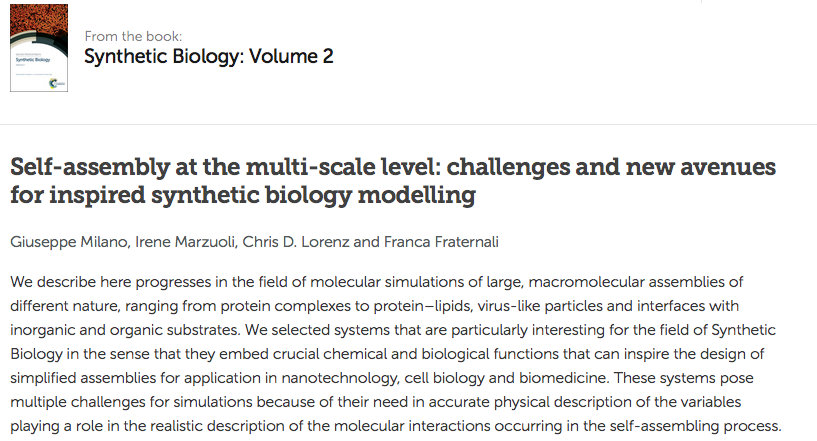 From the book:
Synthetic Biology: Volume 2
Synthetic Biology
Self-assembly at the multi-scale level: challenges and new avenues
for inspired synthetic biology modelling
Giuseppe Milano, Irene Marzuoli, Chris D. Lorenz and Franca Fraternali
We describe here progresses in the field of molecular simulations of large, macromolecular assemblies of
different nature, ranging from protein complexes to protein–lipids, virus-like particles and interfaces with
inorganic and organic substrates. We selected systems that are particularly interesting for the field of Synthetic
Biology in the sense that they embed crucial chemical and biological functions that can inspire the design of
simplified assemblies for application in nanotechnology, cell biology and biomedicine. These systems pose
multiple challenges for simulations because of their need in accurate physical description of the variables
playing a role in the realistic description of the molecular interactions occurring in the self-assembling process.